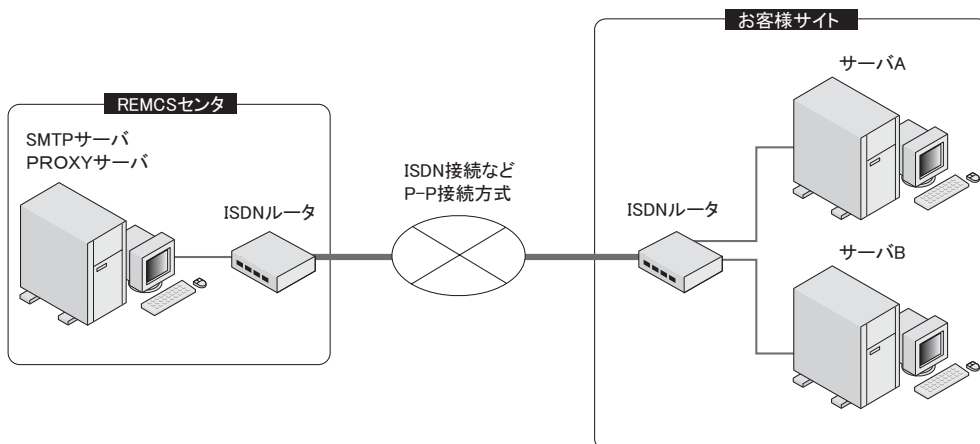 お客様サイト
サーバA
REMCSセンタ
SMTPサーバ
PROXYサーバ
ISDNルータ
ISDN接続など
P-P接続方式
ISDNルータ
サーバB